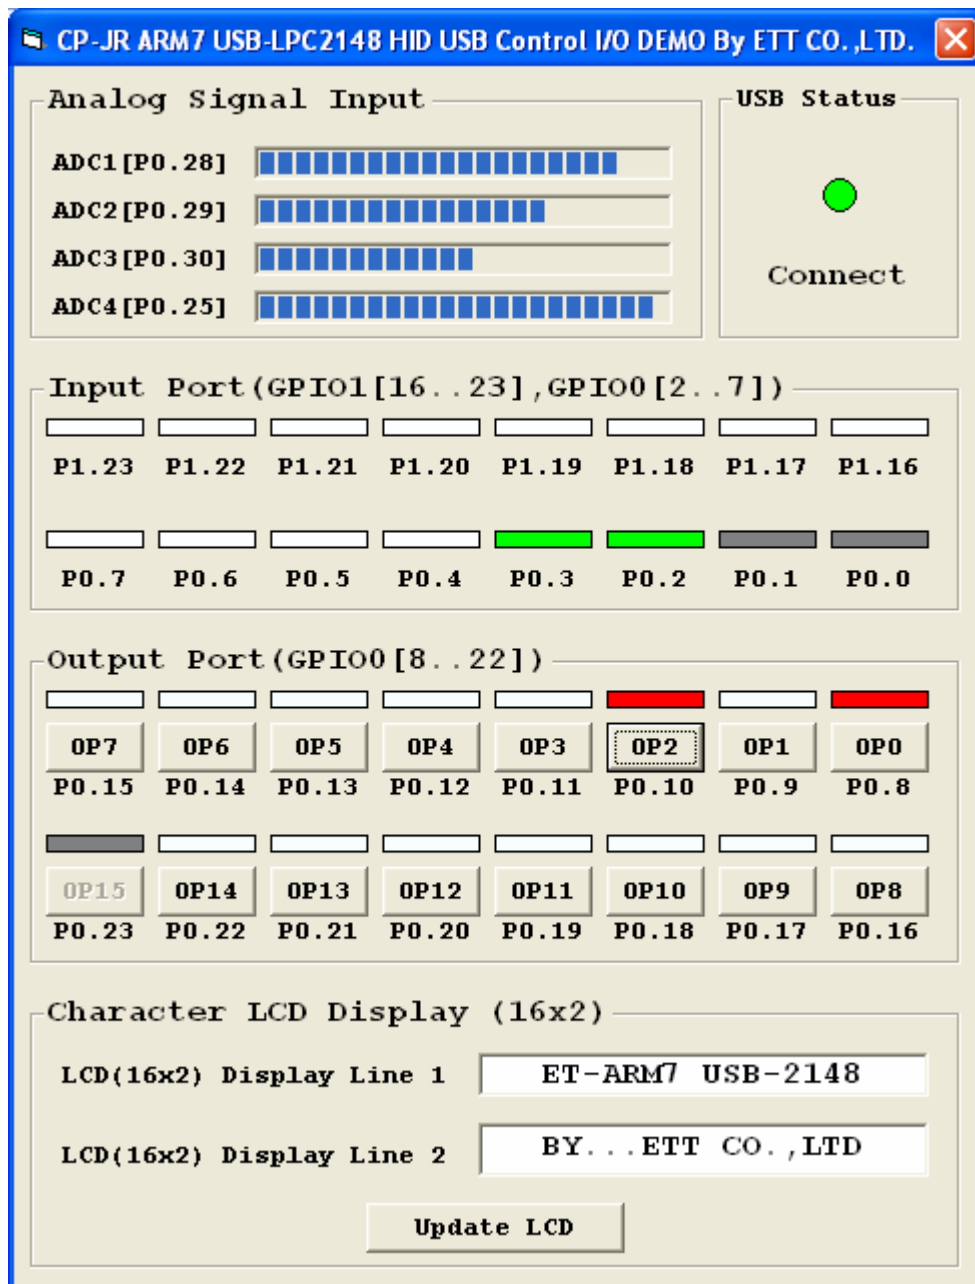 CP-JR ARM7 USB-LPC2148 HID USB Control I/O DEMO By ETT CO.,LTD.
Analog Signal Input
USB Status
ADC1[P0.28]
ADC2[P0.29]
ADC3[P0.30]
ADC4[P0.25]
Connect
Input Port(GPIO1[16..23],GPIO0[2..7])
P1.23 P1.22 P1.21 P1.20 P1.19 P1.18 P1.17 P1.16
P0.7 P0.6 P0.5 P0.4 P0.3 P0.2 P0.1 P0.0
Output Port(GPIO0[8..22])
OP7 OP6 OP5 OP4 OP3 OP2 OP1 OP0
P0.15 P0.14 P0.13 P0.12 P0.11 P0.10 P0.9 P0.8
OP15 OP14 OP13 OP12 OP11 OP10 OP9 OP8
P0.23 P0.22 P0.21 P0.20 P0.19 P0.18 P0.17 P0.16
Character LCD Display (16x2)
LCD(16x2) Display Line 1 ET-ARM7 USB-2148
LCD(16x2) Display Line 2 BY...ETT CO.,LTD
Update LCD